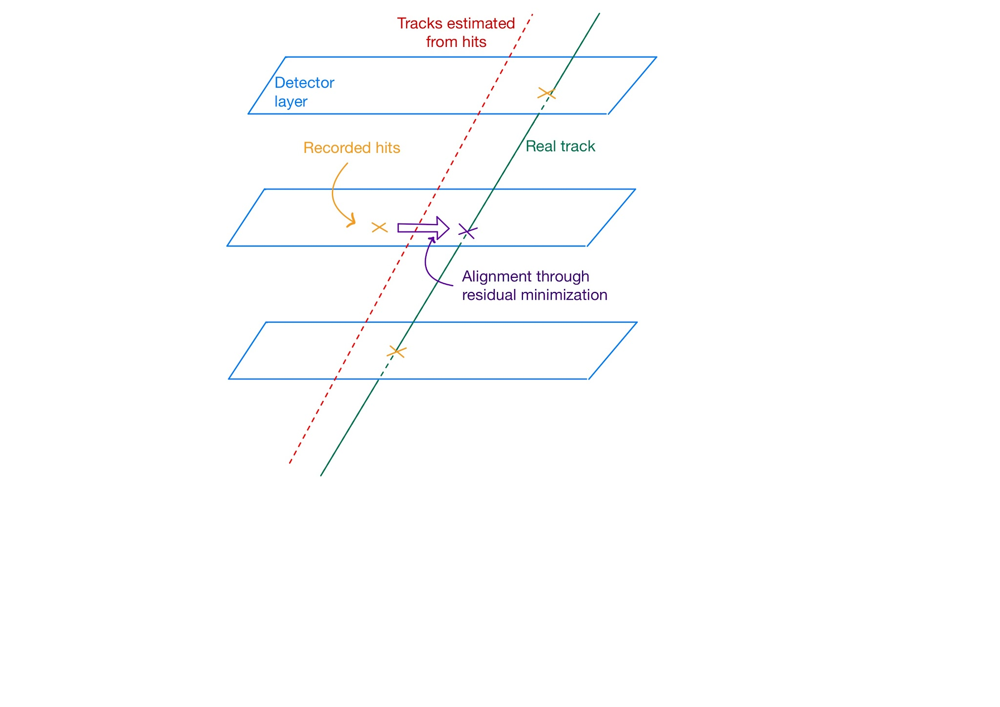 Tracks estimated
from hits
Detector
layer
Recorded hits
Real track
Alignment through
residual minimization